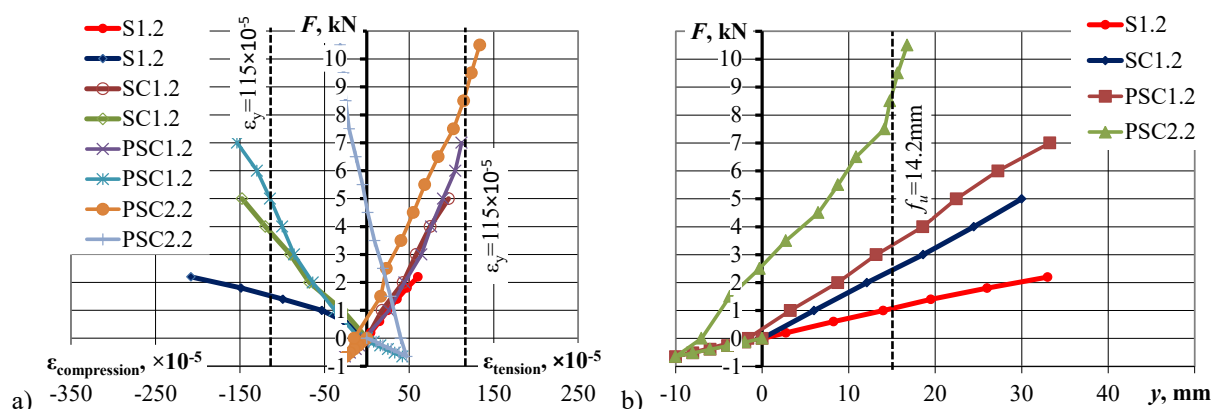 S1.2
S1.2
SC1.2
SC1.2
PSC1.2
PSC1.2
PSC2.2
PSC2.2
F, kN
10
9
8
7
6
5
4
3
2
1
0
-1
εy=115×10-5
εy=115×10-5
εcompression, ×10-5
εtension, ×10-5
-350
-250
-150
-50
50
150
250
a)
F, kN
10
9
8
7
6
5
4
3
2
1
0
-1
fu=14.2mm
S1.2
SC1.2
PSC1.2
PSC2.2
-10
0
10
20
30
40
50
y, mm
b)